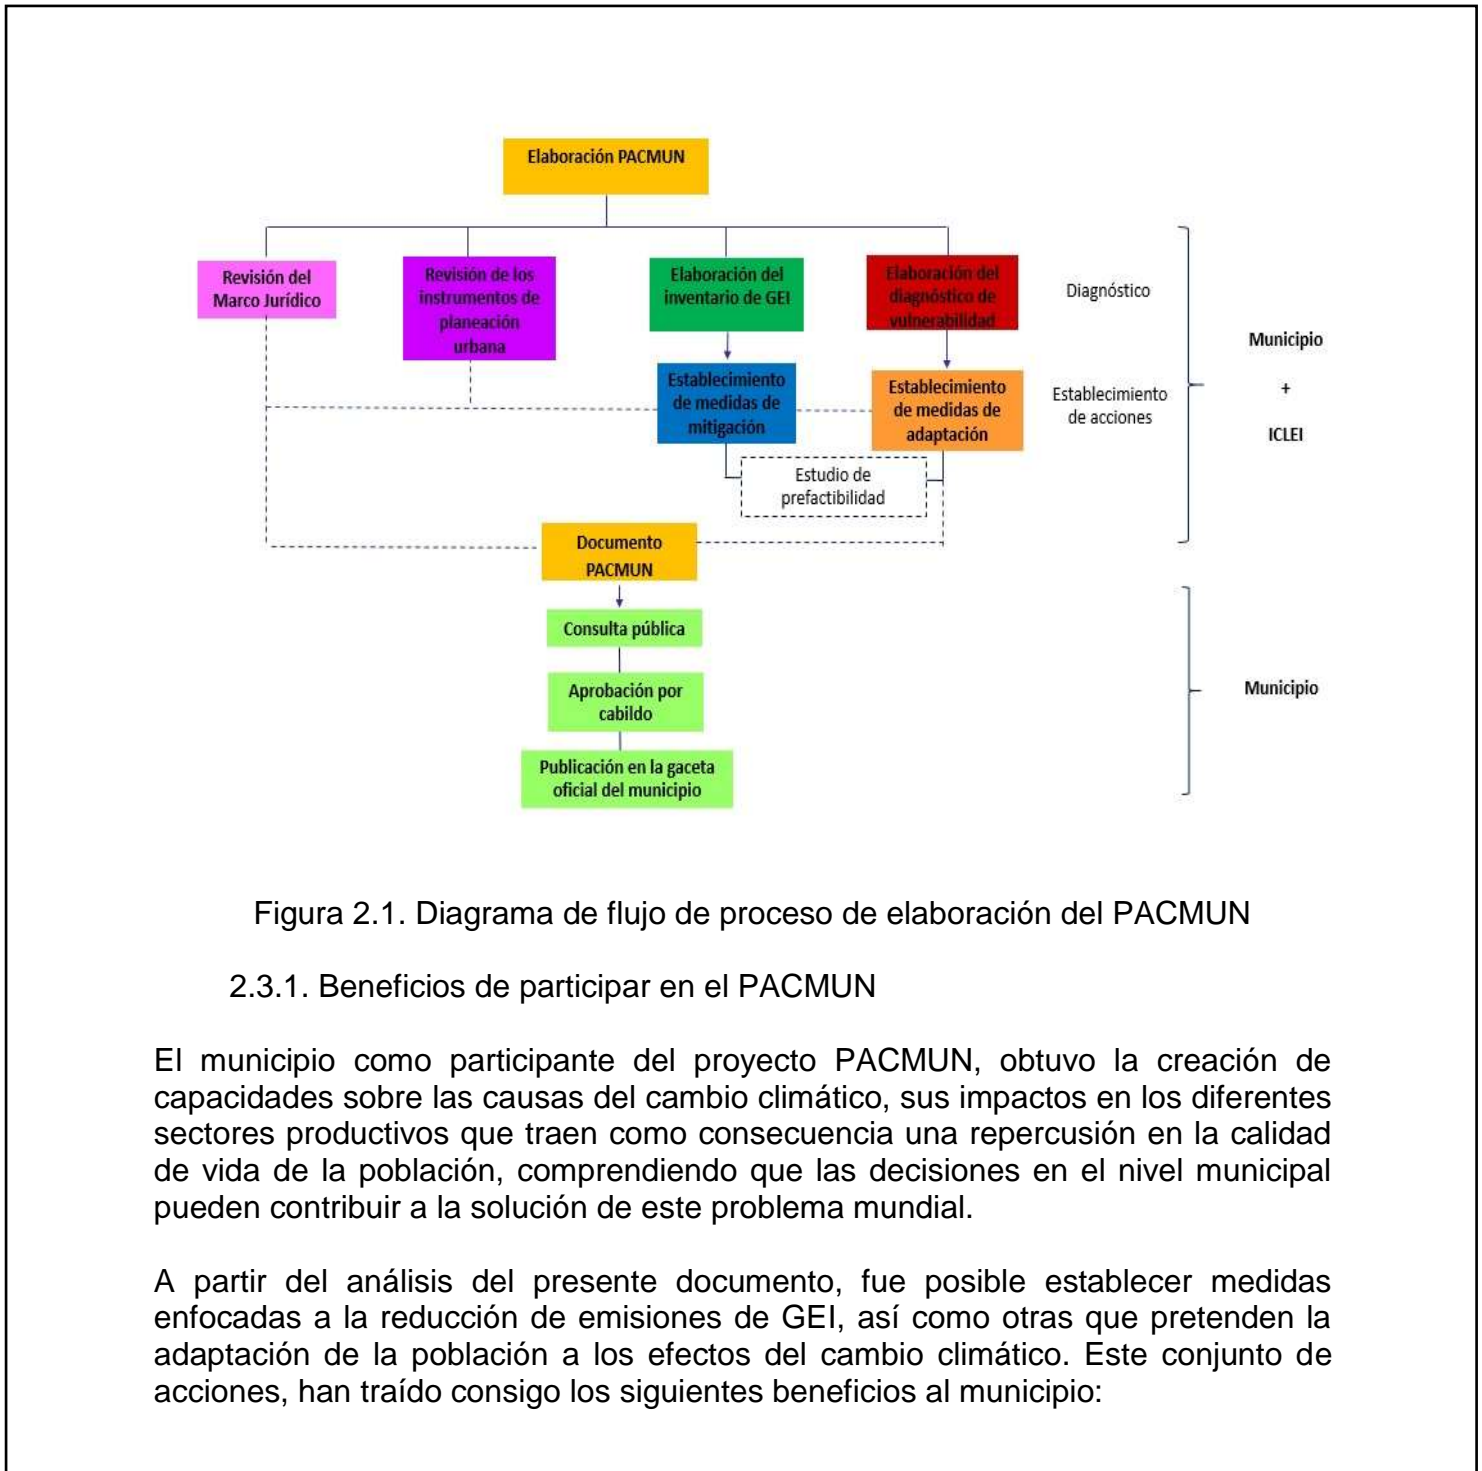 Elaboración PACMUN
Revisión del
Marco Jurídico
Revisión de los
instrumentos de
planeación
urbana
Elaboración del
inventario de GEI
Elaboración del
diagnóstico de
vulnerabilidad
Diagnóstico
Establecimiento
de medidas de
mitigación
Establecimiento
de medidas de
adaptación
Establecimiento
de acciones
Municipio
+
ICLEI
Estudio de
prefactibilidad
Documento
PACMUN
Consulta pública
Aprobación por
cabildo
Publicación en la gaceta
oficial del municipio
Municipio
Figura 2.1. Diagrama de flujo de proceso de elaboración del PACMUN
2.3.1. Beneficios de participar en el PACMUN
El municipio como participante del proyecto PACMUN, obtuvo la creación de
capacidades sobre las causas del cambio climático, sus impactos en los diferentes
sectores productivos que traen como consecuencia una repercusión en la calidad
de vida de la población, comprendiendo que las decisiones en el nivel municipal
pueden contribuir a la solución de este problema mundial.
A partir del análisis del presente documento, fue posible establecer medidas
enfocadas a la reducción de emisiones de GEI, así como otras que pretenden la
adaptación de la población a los efectos del cambio climático. Este conjunto de
acciones, han traído consigo los siguientes beneficios al municipio: